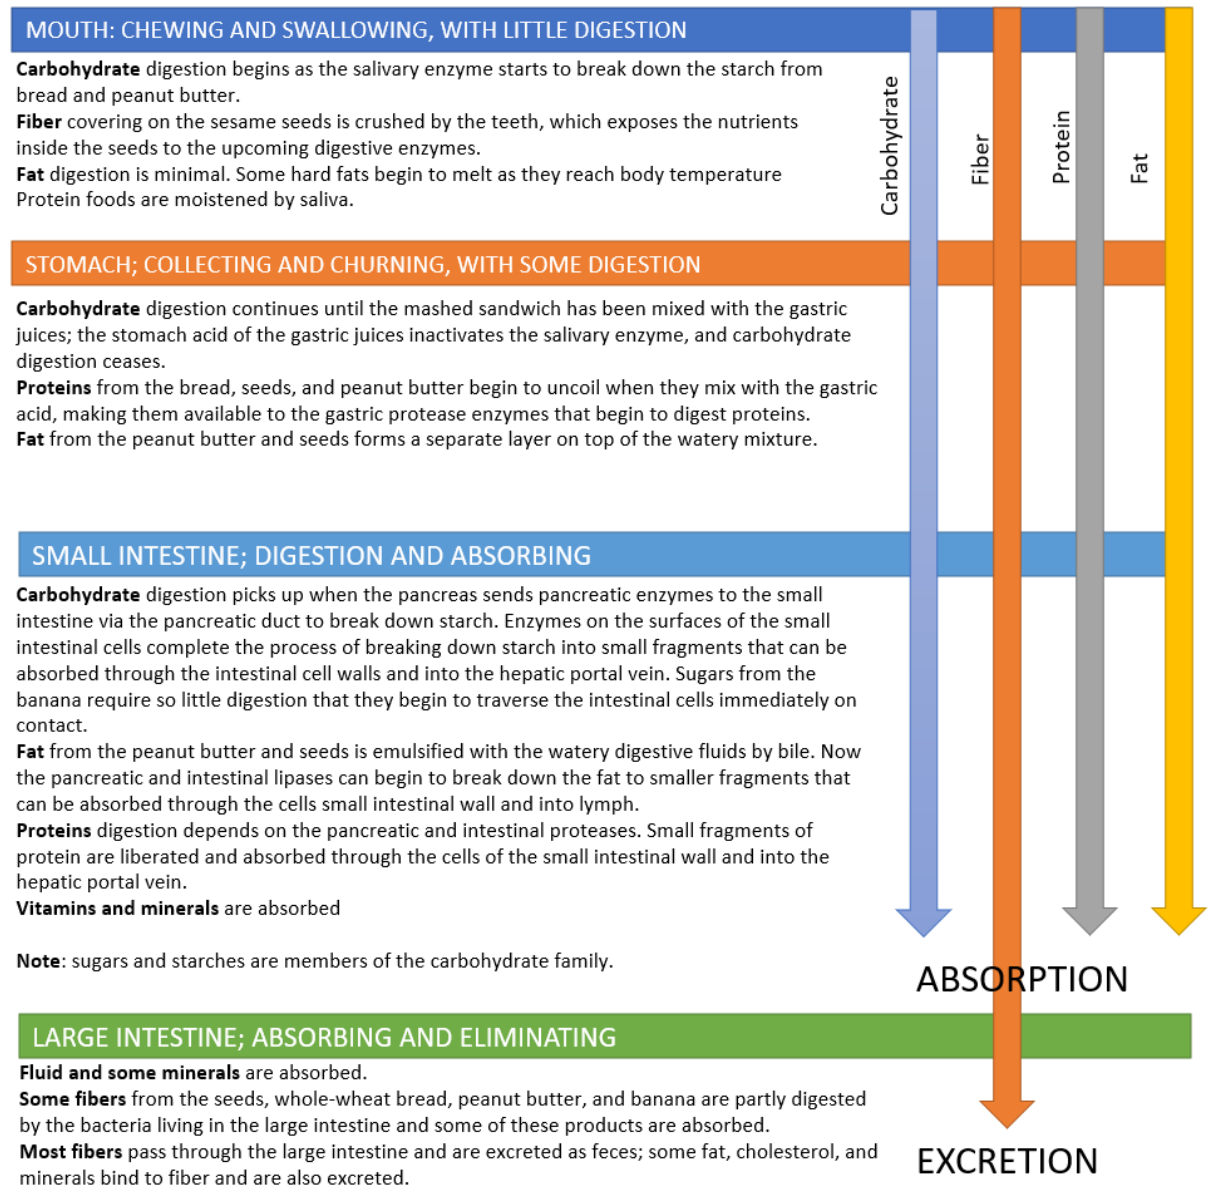 MOUTH: CHEWING AND SWALLOWING, WITH LITTLE DIGESTION
Carbohydrate digestion begins as the salivary enzyme starts to break down the starch from
bread and peanut butter.
Fiber covering on the sesame seeds is crushed by the teeth, which exposes the nutrients
inside the seeds to the upcoming digestive enzymes.
Fat digestion is minimal. Some hard fats begin to melt as they reach body temperature
Protein foods are moistened by saliva.
Carbohydrate
Fiber
Protein
Fat
STOMACH; COLLECTING AND CHURNING, WITH SOME DIGESTION
Carbohydrate digestion continues until the mashed sandwich has been mixed with the gastric
juices; the stomach acid of the gastric juices inactivates the salivary enzyme, and carbohydrate
digestion ceases.
Proteins from the bread, seeds, and peanut butter begin to uncoil when they mix with the gastric
acid, making them available to the gastric protease enzymes that begin to digest proteins.
Fat from the peanut butter and seeds forms a separate layer on top of the watery mixture.
SMALL INTESTINE; DIGESTION AND ABSORBING
Carbohydrate digestion picks up when the pancreas sends pancreatic enzymes to the small
intestine via the pancreatic duct to break down starch. Enzymes on the surfaces of the small
intestinal cells complete the process of breaking down starch into small fragments that can be
absorbed through the intestinal cell walls and into the hepatic portal vein. Sugars from the
banana require so little digestion that they begin to traverse the intestinal cells immediately on
contact.
Fat from the peanut butter and seeds is emulsified with the watery digestive fluids by bile. Now
the pancreatic and intestinal lipases can begin to break down the fat to smaller fragments that
can be absorbed through the cells small intestinal wall and into lymph.
Proteins digestion depends on the pancreatic and intestinal proteases. Small fragments of
protein are liberated and absorbed through the cells of the small intestinal wall and into the
hepatic portal vein.
Vitamins and minerals are absorbed
Note: sugars and starches are members of the carbohydrate family.
ABSORPTION
LARGE INTESTINE; ABSORBING AND ELIMINATING
Fluid and some minerals are absorbed.
Some fibers from the seeds, whole-wheat bread, peanut butter, and banana are partly digested
by the bacteria living in the large intestine and some of these products are absorbed.
Most fibers pass through the large intestine and are excreted as feces; some fat, cholesterol, and
minerals bind to fiber and are also excreted.
EXCRETION